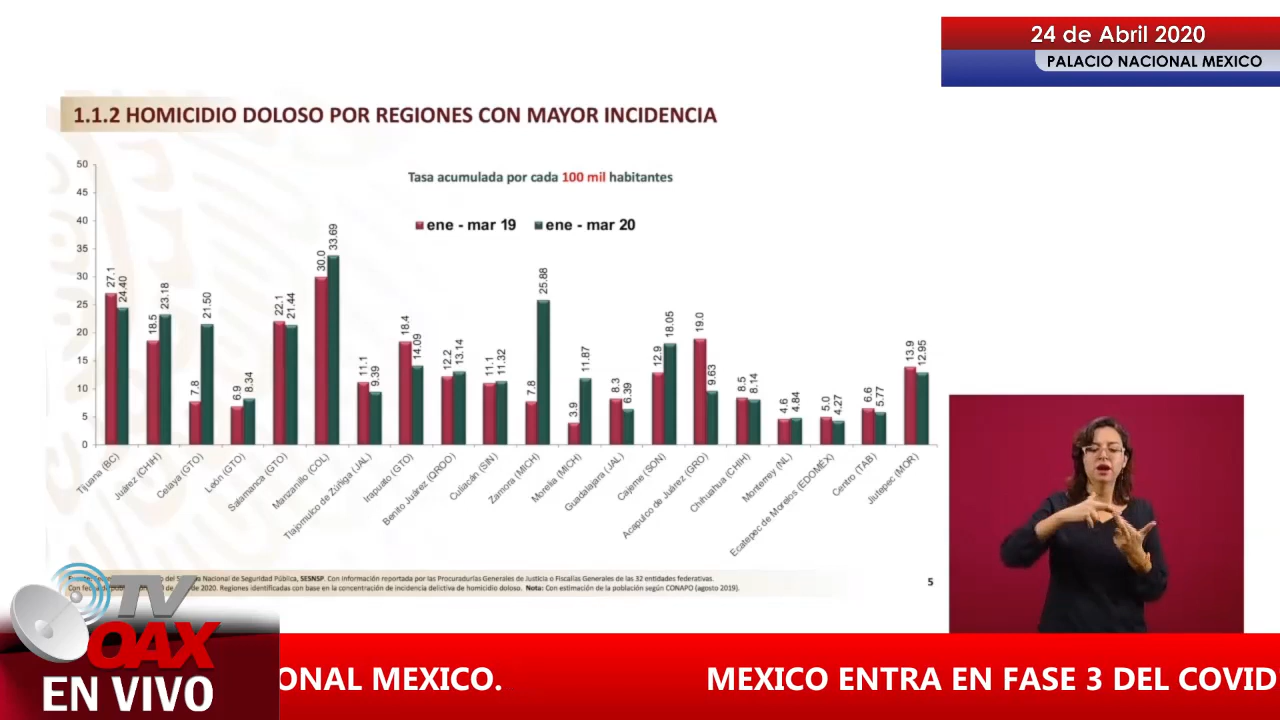 24 de Abril 2020
PALACIO NACIONAL MEXICO
1.1.2 HOMICIDIO DOLOSO POR REGIONES CON MAYOR INCIDENCIA
Tasa acumulada por cada 100 mil habitantes
ene - mar 19 ene - mar 20
50
45
40
35
30
25
20
15
10
5
0
27.1 24.40
18.5 23.18
7.8 21.50
6.9 8.34
22.1 21.44
30.0 33.69
11.1 9.39
18.4 14.09
12.2 13.14
11.1 11.32
7.8 25.88
3.9 11.87
8.3 6.39
12.9 18.05
19.0 9.63
8.5 8.14
4.6 4.84
5.0 4.27
6.6 5.77
13.9 12.95
Tijuana (BC)
Juárez (CHIH)
Celaya (GTO)
León (GTO)
Salamanca (GTO)
Manzanillo (COL)
Tlajomulco de Zúñiga (JAL)
Irapuato (GTO)
Benito Juárez (QROO)
Culiacán (SIN)
Zamora (MICH)
Morelia (MICH)
Guadalajara (JAL)
Cajeme (SON)
Acapulco de Juárez (GRO)
Chihuahua (CHIH)
Monterrey (NL)
Ecatepec de Morelos (EDOMEX)
Centro (TAB)
Jiutepec (MOR)
Nacional de Seguridad Pública, SESNSP. Con información reportada por las Procuradurías Generales de Justicia o Fiscalías Generales de las 32 entidades federativas.
2020. Regiones identificadas con base en la concentración de incidencia delictiva de homicidio doloso. Nota: Con estimación de la población según CONAPO (agosto 2019).
5
TV
OAX
EN VIVO
ONAL MEXICO. MEXICO ENTRA EN FASE 3 DEL COVID